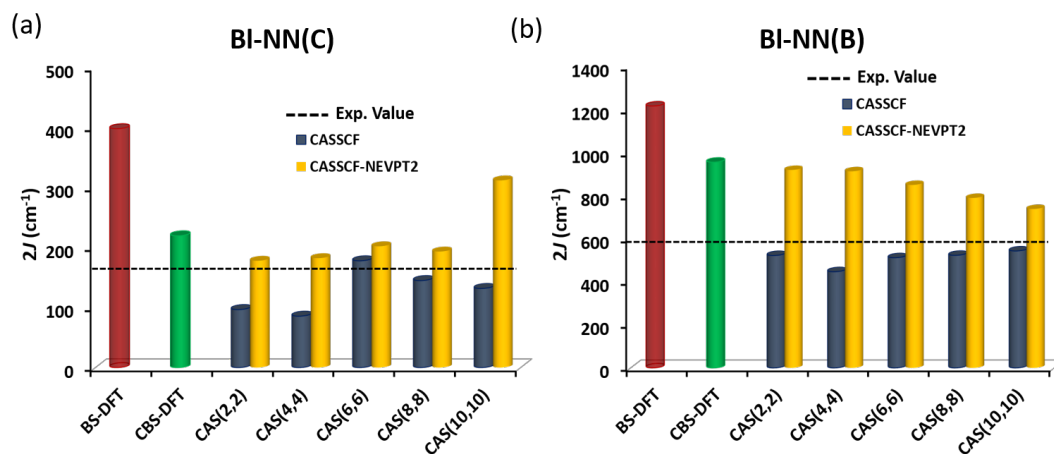 (a)
BI-NN(C)
2J (cm⁻¹)
500
400
300
200
100
0
Exp. Value
CASSCF
CASSCF-NEVPT2
BS-DFT
CBS-DFT
CAS(2,2)
CAS(4,4)
CAS(6,6)
CAS(8,8)
CAS(10,10)
(b)
BI-NN(B)
2J (cm⁻¹)
1400
1200
1000
800
600
400
200
0
Exp. Value
CASSCF
CASSCF-NEVPT2
BS-DFT
CBS-DFT
CAS(2,2)
CAS(4,4)
CAS(6,6)
CAS(8,8)
CAS(10,10)